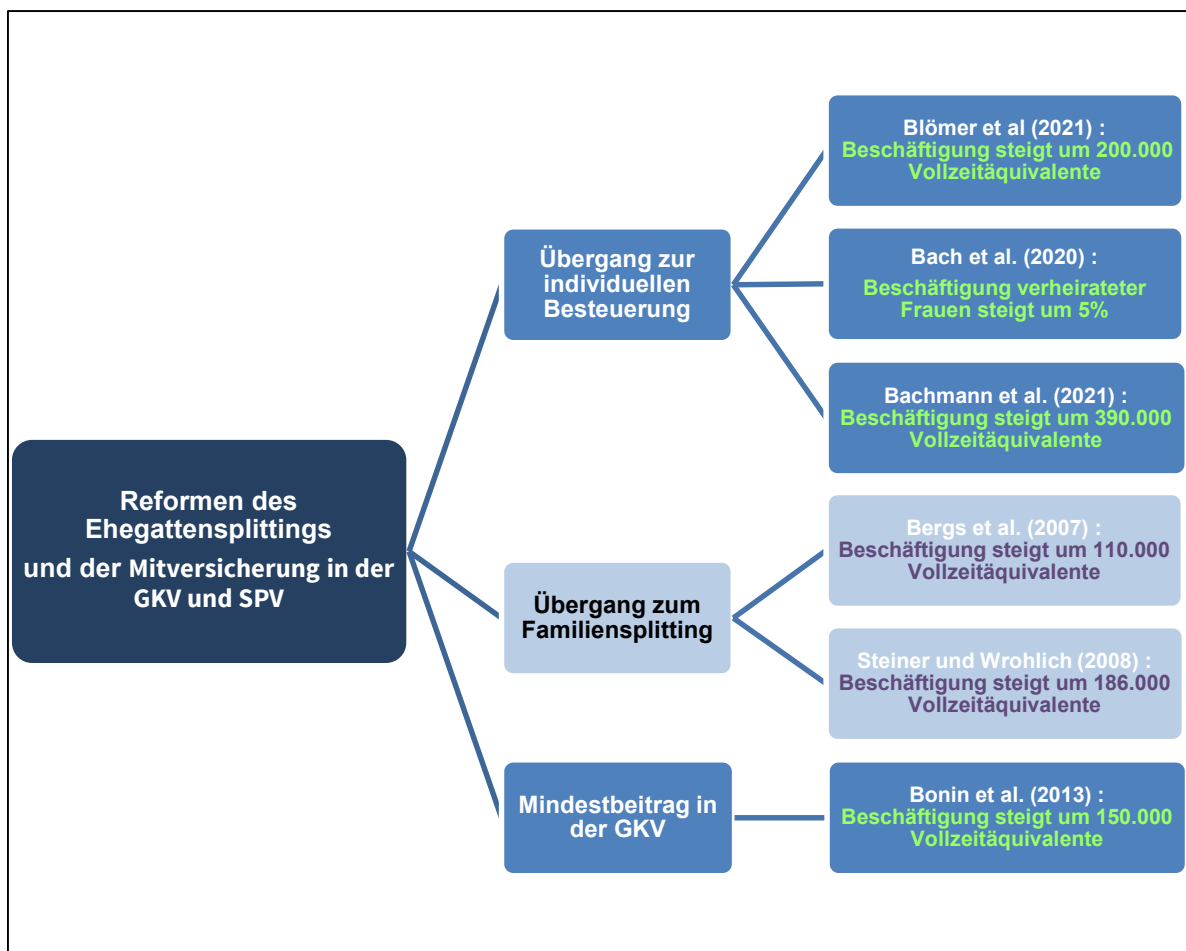 Reformen des
Ehegattensplittings
und der Mitversicherung in der
GKV und SPV
Übergang zur
individuellen
Besteuerung
Blömer et al (2021) :
Beschäftigung steigt um 200.000
Vollzeitäquivalente
Bach et al. (2020) :
Beschäftigung verheirateter
Frauen steigt um 5%
Bachmann et al. (2021) :
Beschäftigung steigt um 390.000
Vollzeitäquivalente
Übergang zum
Familiensplitting
Bergs et al. (2007) :
Beschäftigung steigt um 110.000
Vollzeitäquivalente
Steiner und Wrohlich (2008) :
Beschäftigung steigt um 186.000
Vollzeitäquivalente
Mindestbeitrag in
der GKV
Bonin et al. (2013) :
Beschäftigung steigt um 150.000
Vollzeitäquivalente